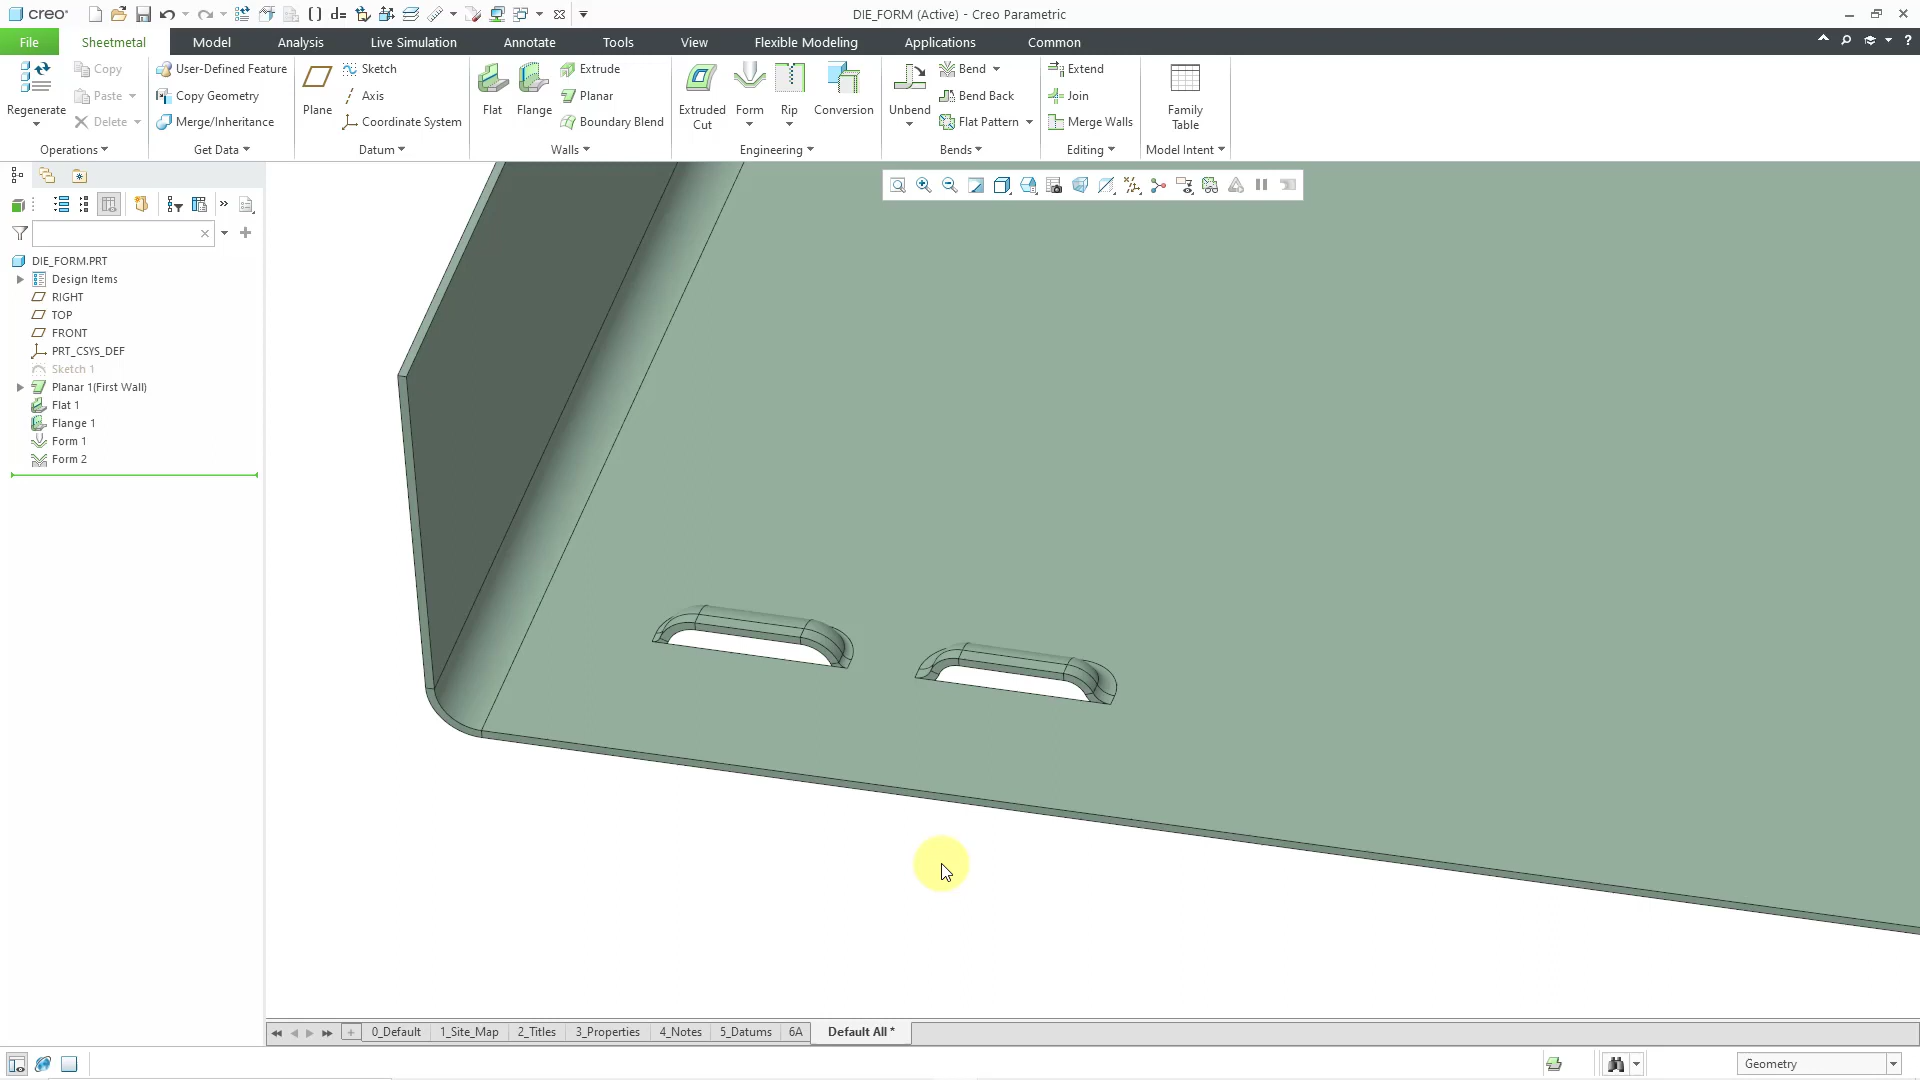 creo
DIE_FORM (Active) - Creo Parametric
File
Sheetmetal
Model
Analysis
Live Simulation
Annotate
Tools
View
Flexible Modeling
Applications
Common
Regenerate
Copy
Paste
Delete
Operations
User-Defined Feature
Copy Geometry
Merge/Inheritance
Get Data
Plane
Sketch
Axis
Coordinate System
Datum
Flat
Flange
Extrude
Planar
Boundary Blend
Walls
Extruded
Cut
Form
Rip
Conversion
Engineering
Unbend
Bend
Bend Back
Flat Pattern
Bends
Extend
Join
Merge Walls
Editing
Family
Table
Model Intent
DIE_FORM.PRT
Design Items
RIGHT
TOP
FRONT
PRT_CSYS_DEF
Sketch 1
Planar 1(First Wall)
Flat 1
Flange 1
Form 1
Form 2
0_Default
1_Site_Map
2_Titles
3_Properties
4_Notes
5_Datums
6A
Default All *
Geometry